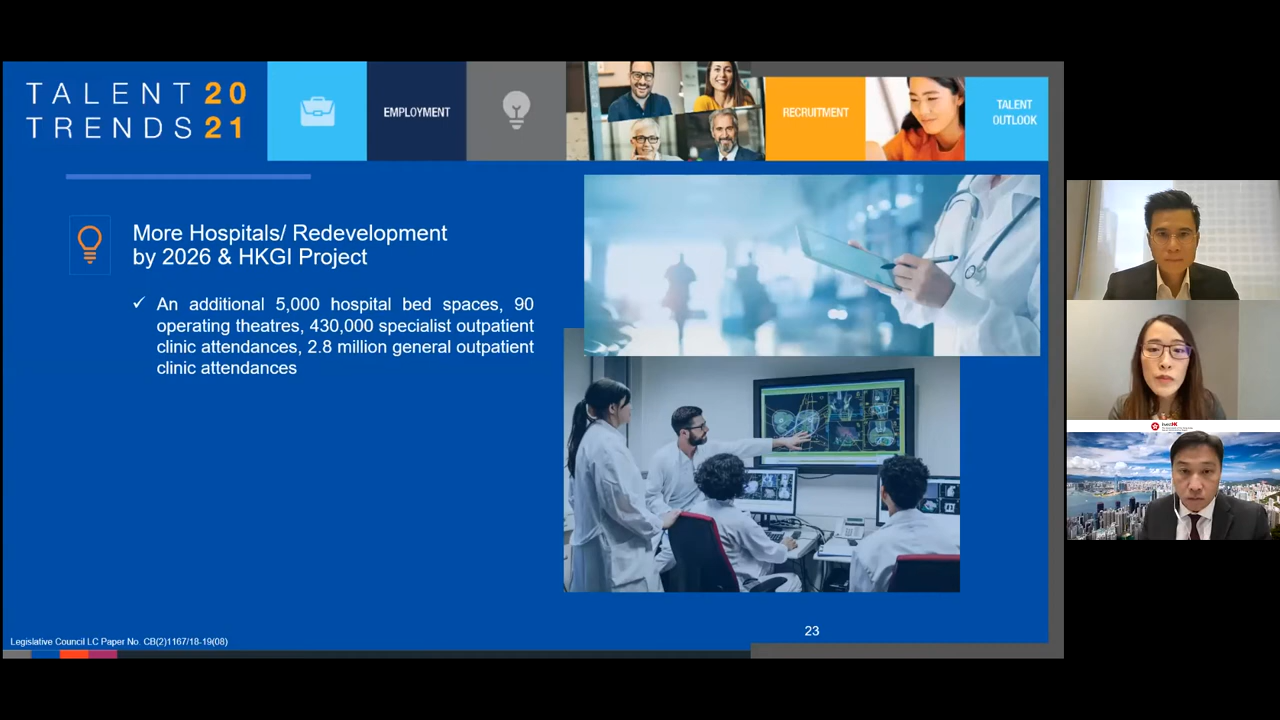 TALENT 20
TRENDS 21
EMPLOYMENT
RECRUITMENT
TALENT
OUTLOOK
More Hospitals/ Redevelopment
by 2026 & HKGI Project
✓ An additional 5,000 hospital bed spaces, 90
operating theatres, 430,000 specialist outpatient
clinic attendances, 2.8 million general outpatient
clinic attendances
23
Legislative Council LC Paper No. CB(2)1167/18-19(08)